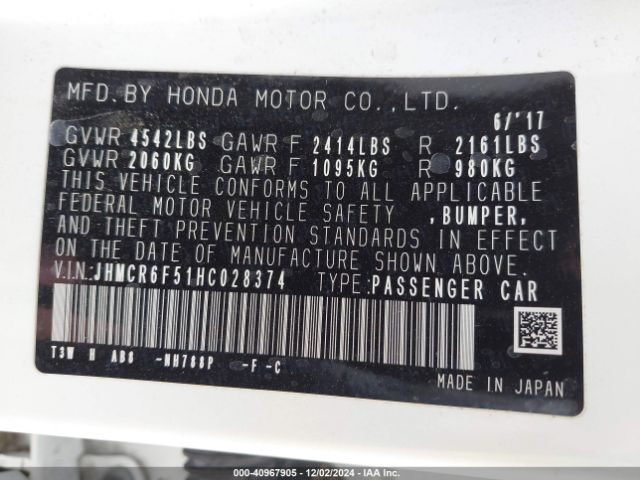 MFD. BY HONDA MOTOR CO.,LTD.
6/'17
GVWR 4542LBS GAWR F 2414LBS R 2161LBS
GVWR 2060KG GAWR F 1095KG R 980KG
THIS VEHICLE CONFORMS TO ALL APPLICABLE
FEDERAL MOTOR VEHICLE SAFETY ,BUMPER,
AND THEFT PREVENTION STANDARDS IN EFFECT
ON THE DATE OF MANUFACTURE SHOWN ABOVE.
V.I.N:JHMCR6F51HC028374 TYPE:PASSENGER CAR
T3W H AB8 -NH788P -F -C
MADE IN JAPAN
000-40967905 - 12/02/2024 - IAA Inc.